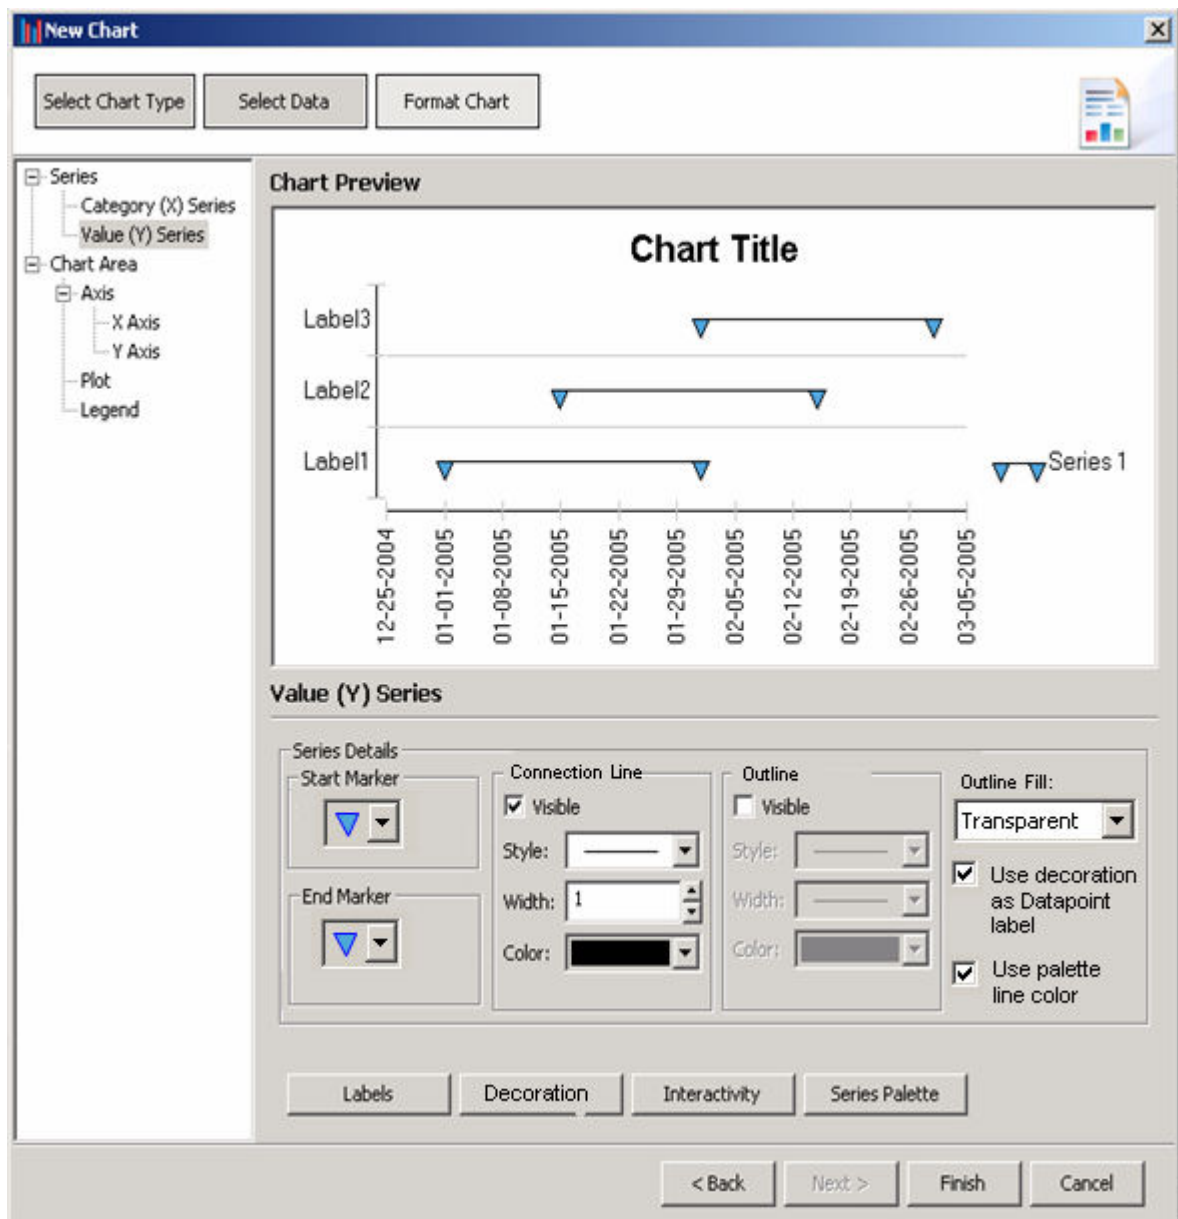 New Chart
Select Chart Type
Select Data
Format Chart
Series
Category (X) Series
Value (Y) Series
Chart Area
Axis
X Axis
Y Axis
Plot
Legend
Chart Preview
Chart Title
Label3
Label2
Label1
Series 1
12-25-2004
01-01-2005
01-08-2005
01-15-2005
01-22-2005
01-29-2005
02-05-2005
02-12-2005
02-19-2005
02-26-2005
03-05-2005
Value (Y) Series
Series Details
Start Marker
End Marker
Connection Line
Visible
Style:
Width: 1
Color:
Outline
Visible
Style:
Width:
Color:
Outline Fill:
Transparent
Use decoration
as Datapoint
label
Use palette
line color
Labels
Decoration
Interactivity
Series Palette
< Back
Next >
Finish
Cancel